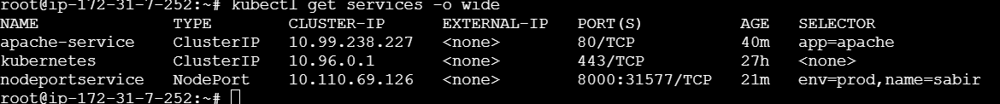 root@ip-172-31-7-252:~# kubectl get services -o wide
NAME TYPE CLUSTER-IP EXTERNAL-IP PORT(S) AGE SELECTOR
apache-service ClusterIP 10.99.238.227 <none> 80/TCP 40m app=apache
kubernetes ClusterIP 10.96.0.1 <none> 443/TCP 27h <none>
nodeportservice NodePort 10.110.69.126 <none> 8000:31577/TCP 21m env=prod,name=sabir
root@ip-172-31-7-252:~#